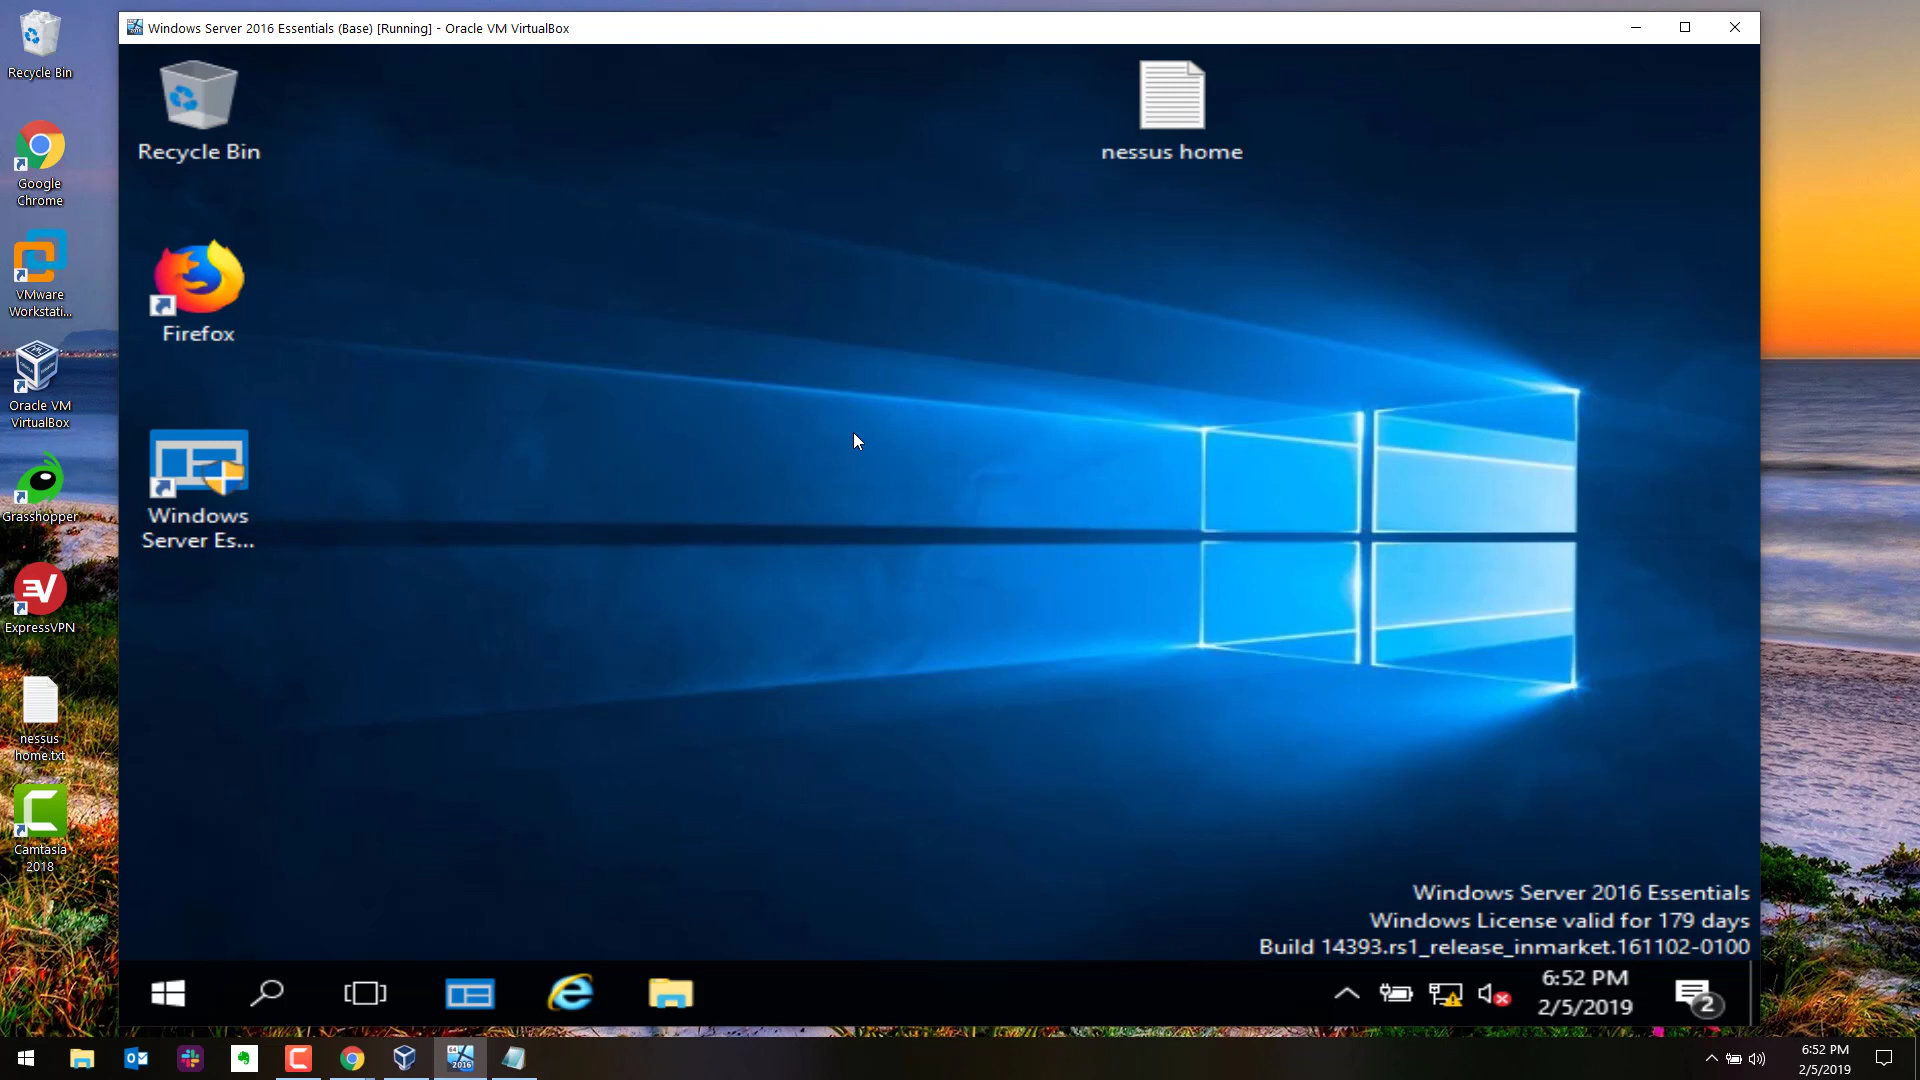 Windows Server 2016 Essentials (Base) [Running] - Oracle VM VirtualBox
Recycle Bin
Google
Chrome
VMware
Workstati...
Oracle VM
VirtualBox
Grasshopper
ExpressVPN
nessus
home.txt
Camtasia
2018
Recycle Bin
Firefox
Windows
Server Es...
nessus home
Windows Server 2016 Essentials
Windows License valid for 179 days
Build 14393.rs1_release_inmarket.161102-0100
6:52 PM
2/5/2019
2
2016
6:52 PM
2/5/2019